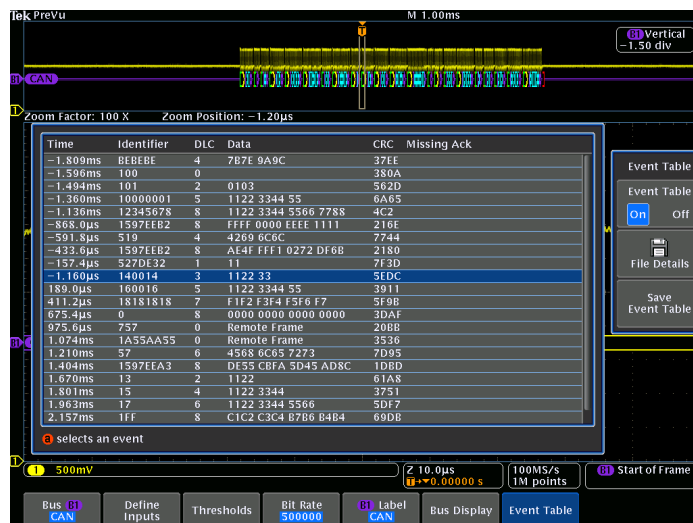 Tek PreVu M 1.00ms
B1 Vertical
-1.50 div
T
B1 CAN
1
Zoom Factor: 100 X Zoom Position: -1.20µs
Time Identifier DLC Data CRC Missing Ack
-1.809ms BEBEBE 4 7B7E 9A9C 37EE
-1.596ms 100 0 380A
-1.494ms 101 2 0103 562D
-1.360ms 10000001 5 1122 3344 55 6A65
-1.136ms 12345678 8 1122 3344 5566 7788 4C2
-868.0µs 1597EEB2 8 FFFF 0000 EEEE 1111 216E
-591.8µs 519 4 4269 6C6C 7744
-433.6µs 1597EEB2 8 AE4F FFF1 0272 DF6B 2180
-157.4µs 527DE32 1 11 7F3D
-1.160µs 140014 3 1122 33 5EDC
189.0µs 160016 5 1122 3344 55 3911
411.2µs 18181818 7 F1F2 F3F4 F5F6 F7 5F9B
675.4µs 0 8 0000 0000 0000 0000 3DAF
975.6µs 757 0 Remote Frame 20BB
1.074ms 1A55AA55 0 Remote Frame 3536
1.210ms 57 6 4568 6C65 7273 7D95
1.404ms 1597EEA3 8 DE55 CBFA 5D45 AD8C 1DBD
1.670ms 13 2 1122 61A8
1.801ms 15 4 1122 3344 3751
1.963ms 17 6 1122 3344 5566 5DF7
2.157ms 1FF 8 C1C2 C3C4 B7B6 B4B4 69DB
a selects an event
Event Table
Event Table
On Off
File Details
Save
Event Table
B1
1
1 500mV
Z 10.0µs
T→▼0.00000 s
100MS/s
1M points
B1 Start of Frame
Bus B1
CAN
Define
Inputs
Thresholds
Bit Rate
500000
B1 Label
CAN
Bus Display
Event Table